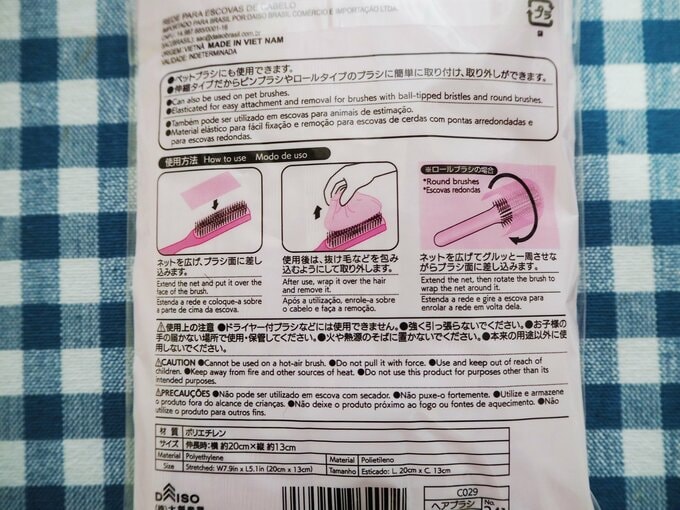 REDE PARA ESCOVAS DE CABELO
IMPORTADO PARA BRASIL POR DAISO BRASIL COMÉRCIO E IMPORTAÇÃO LTDA.
ORIGEM: VIETNÃ MADE IN VIET NAM
VALIDADE: INDETERMINADA
●ペットブラシにも使用できます。
●伸縮タイプだからピンブラシやロールタイプのブラシに簡単に取り付け、取り外しができます。
●Can also be used on pet brushes.
●Elasticated for easy attachment and removal for brushes with ball-tipped bristles and round brushes.
●Também pode ser utilizado em escovas para animais de estimação.
●Material elástico para fácil fixação e remoção para escovas de cerdas com pontas arredondadas e
para escovas redondas.
使用方法 How to use Modo de uso
※ロールブラシの場合
*Round brushes
*Escovas redondas
ネットを広げ、ブラシ面に差し
込みます。
Extend the net and put it over the
face of the brush.
Estenda a rede e coloque-a sobre
a parte de cima da escova.
使用後は、抜け毛などを包み
込むようにして取り外します。
After use, wrap it over the hair
and remove it.
Após a utilização, enrole-a sobre
o cabelo e faça a remoção.
ネットを広げてグルッと一周させな
がらブラシ面に差し込みます。
Extend the net, then rotate the brush to
wrap the net around it.
Estenda a rede e gire a escova para
enrolar a rede em volta dela.
⚠使用上の注意 ●ドライヤー付ブラシなどには使用できません。●強く引っ張らないでください。●お子様の
手の届かない場所で使用・保管してください。●火や熱源のそばに置かないでください。●本来の用途以外に使
用しないでください。
⚠CAUTION ●Cannot be used on a hot-air brush. ●Do not pull it with force. ●Use and keep out of reach of
children. ●Keep away from fire and other sources of heat. ●Do not use this product for purposes other than its
intended purposes.
⚠PRECAUÇÕES ●Não pode ser utilizado em escova com secador. ●Não puxe-o fortemente. ●Utilize e armazene
o produto fora do alcance de crianças. ●Não deixe o produto próximo ao fogo ou fontes de aquecimento. ●Não
utilize o produto para outros fins.
材質 ポリエチレン
サイズ 伸長時：横 約20cm×縦 約13cm
Material Polyethylene Material Polietileno
Size Stretched: W7.9in x L5.1in (20cm x 13cm) Tamanho Esticado: L. 20cm x C. 13cm
DAISO
C029
ヘアブラシ No.